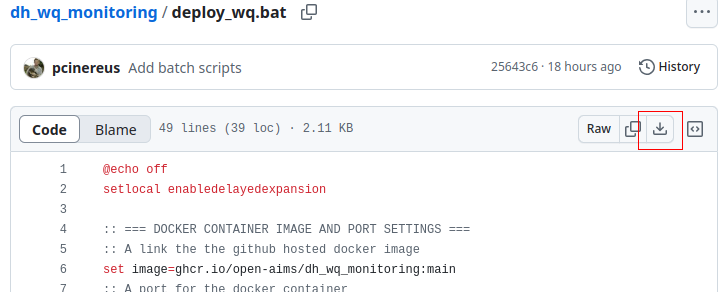 dh_wq_monitoring / deploy_wq.bat
pcinereus Add batch scripts 25643c6 · 18 hours ago History
Code Blame 49 lines (39 loc) · 2.11 KB Raw
1 @echo off
2 setlocal enabledelayedexpansion
3
4 :: === DOCKER CONTAINER IMAGE AND PORT SETTINGS ===
5 :: A link the the github hosted docker image
6 set image=ghcr.io/open-aims/dh_wq_monitoring:main
7 :: A port for the docker container